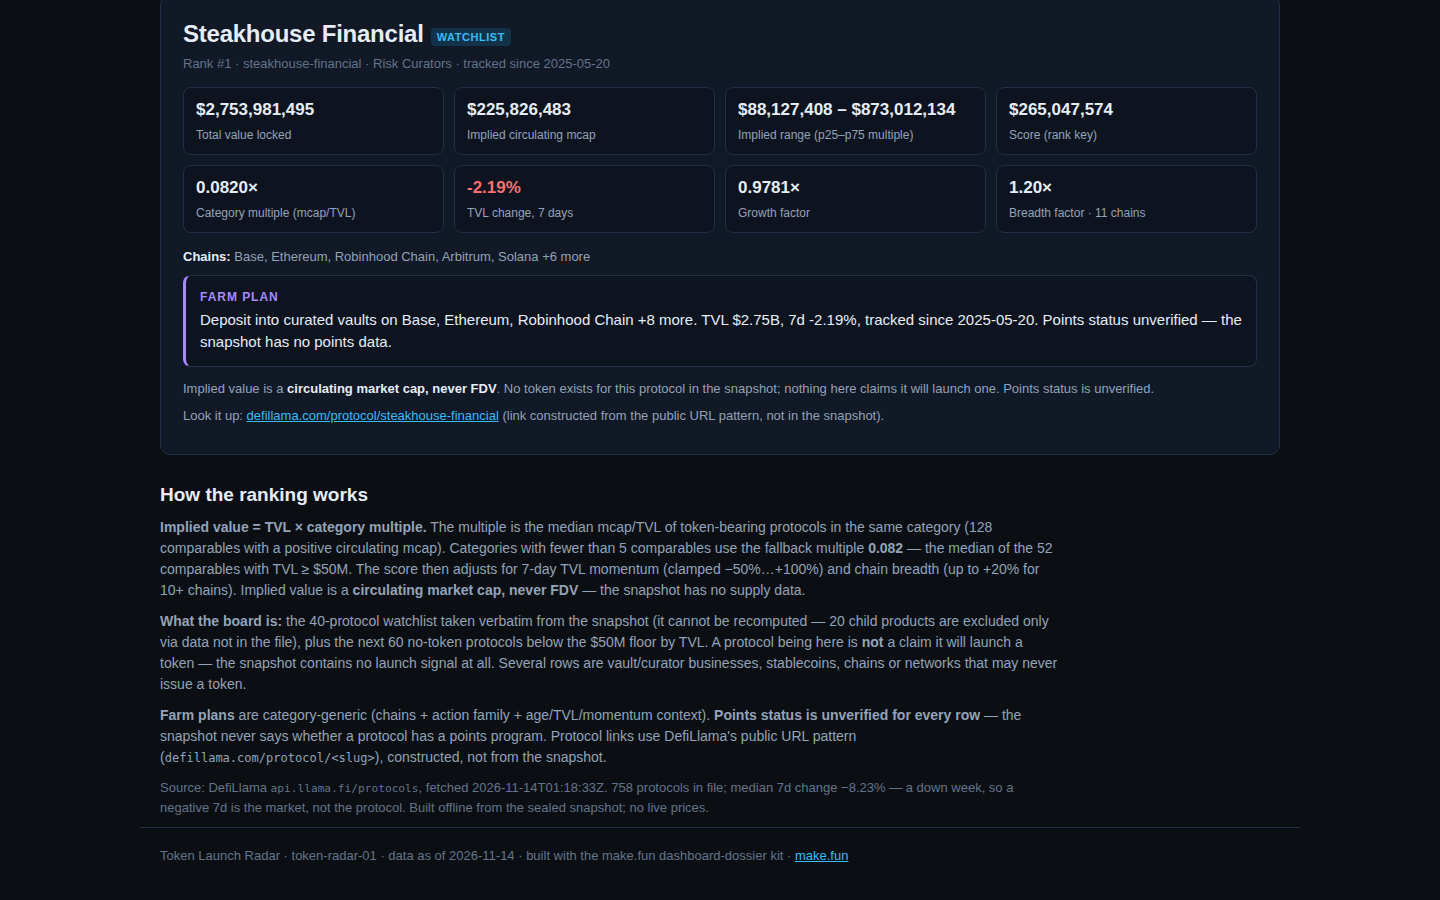 Steakhouse Financial WATCHLIST
Rank #1 · steakhouse-financial · Risk Curators · tracked since 2025-05-20
$2,753,981,495
Total value locked
$225,826,483
Implied circulating mcap
$88,127,408 – $873,012,134
Implied range (p25–p75 multiple)
$265,047,574
Score (rank key)
0.0820×
Category multiple (mcap/TVL)
-2.19%
TVL change, 7 days
0.9781×
Growth factor
1.20×
Breadth factor · 11 chains
Chains: Base, Ethereum, Robinhood Chain, Arbitrum, Solana +6 more
FARM PLAN
Deposit into curated vaults on Base, Ethereum, Robinhood Chain +8 more. TVL $2.75B, 7d -2.19%, tracked since 2025-05-20. Points status unverified — the
snapshot has no points data.
Implied value is a circulating market cap, never FDV. No token exists for this protocol in the snapshot; nothing here claims it will launch one. Points status is unverified.
Look it up: defillama.com/protocol/steakhouse-financial (link constructed from the public URL pattern, not in the snapshot).
How the ranking works
Implied value = TVL × category multiple. The multiple is the median mcap/TVL of token-bearing protocols in the same category (128
comparables with a positive circulating mcap). Categories with fewer than 5 comparables use the fallback multiple 0.082 — the median of the 52
comparables with TVL ≥ $50M. The score then adjusts for 7-day TVL momentum (clamped −50%…+100%) and chain breadth (up to +20% for
10+ chains). Implied value is a circulating market cap, never FDV — the snapshot has no supply data.
What the board is: the 40-protocol watchlist taken verbatim from the snapshot (it cannot be recomputed — 20 child products are excluded only
via data not in the file), plus the next 60 no-token protocols below the $50M floor by TVL. A protocol being here is not a claim it will launch a
token — the snapshot contains no launch signal at all. Several rows are vault/curator businesses, stablecoins, chains or networks that may never
issue a token.
Farm plans are category-generic (chains + action family + age/TVL/momentum context). Points status is unverified for every row — the
snapshot never says whether a protocol has a points program. Protocol links use DefiLlama's public URL pattern
(defillama.com/protocol/<slug>), constructed, not from the snapshot.
Source: DefiLlama api.llama.fi/protocols, fetched 2026-11-14T01:18:33Z. 758 protocols in file; median 7d change −8.23% — a down week, so a
negative 7d is the market, not the protocol. Built offline from the sealed snapshot; no live prices.
Token Launch Radar · token-radar-01 · data as of 2026-11-14 · built with the make.fun dashboard-dossier kit · make.fun